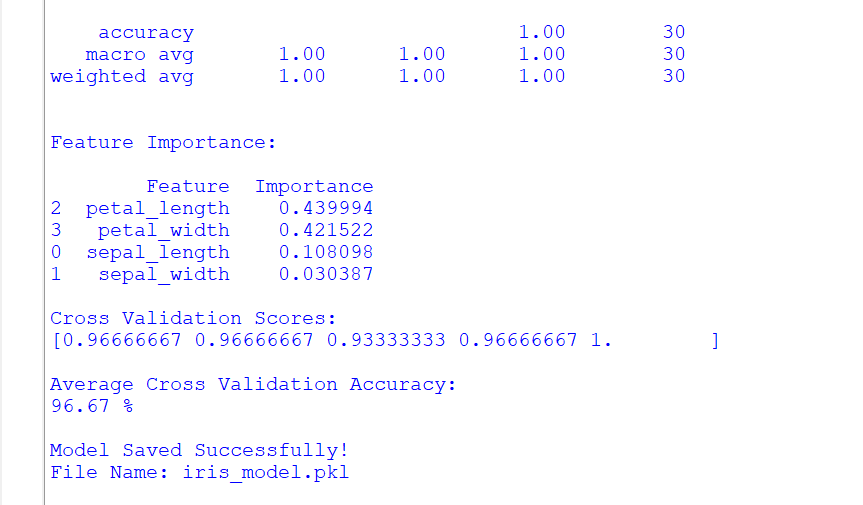 accuracy 1.00 30
macro avg 1.00 1.00 1.00 30
weighted avg 1.00 1.00 1.00 30
Feature Importance:
Feature Importance
2 petal_length 0.439994
3 petal_width 0.421522
0 sepal_length 0.108098
1 sepal_width 0.030387
Cross Validation Scores:
[0.96666667 0.96666667 0.93333333 0.96666667 1. ]
Average Cross Validation Accuracy:
96.67 %
Model Saved Successfully!
File Name: iris_model.pkl